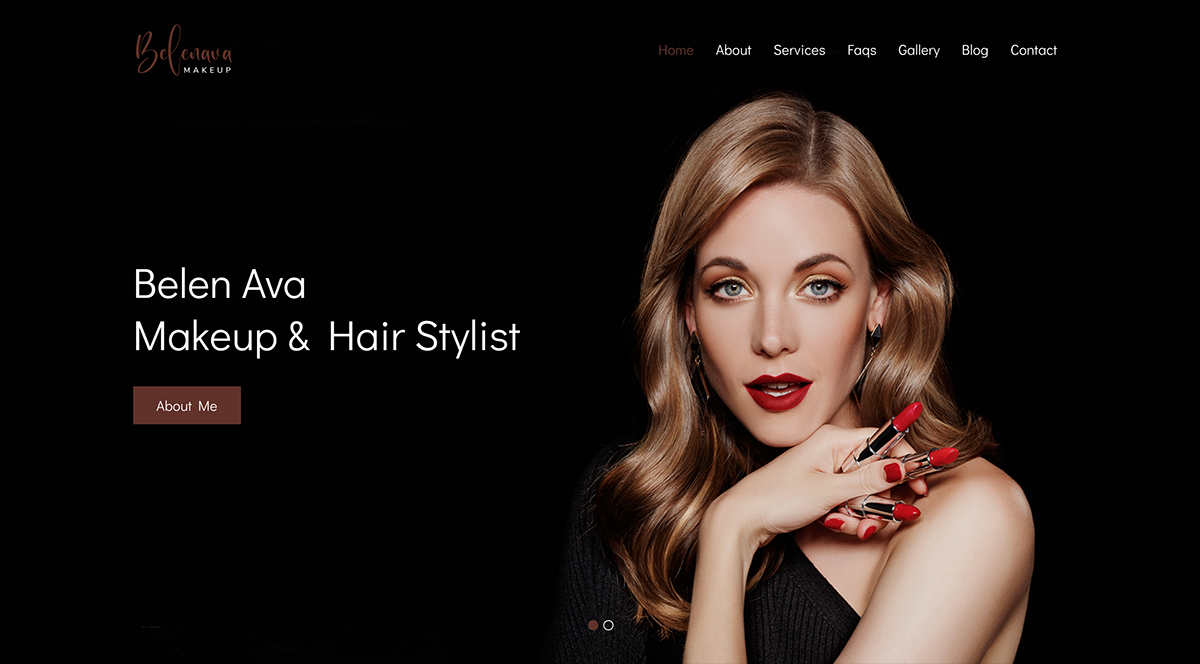 Belenava
MAKEUP
Home About Services Faqs Gallery Blog Contact
Belen Ava
Makeup & Hair Stylist
About Me